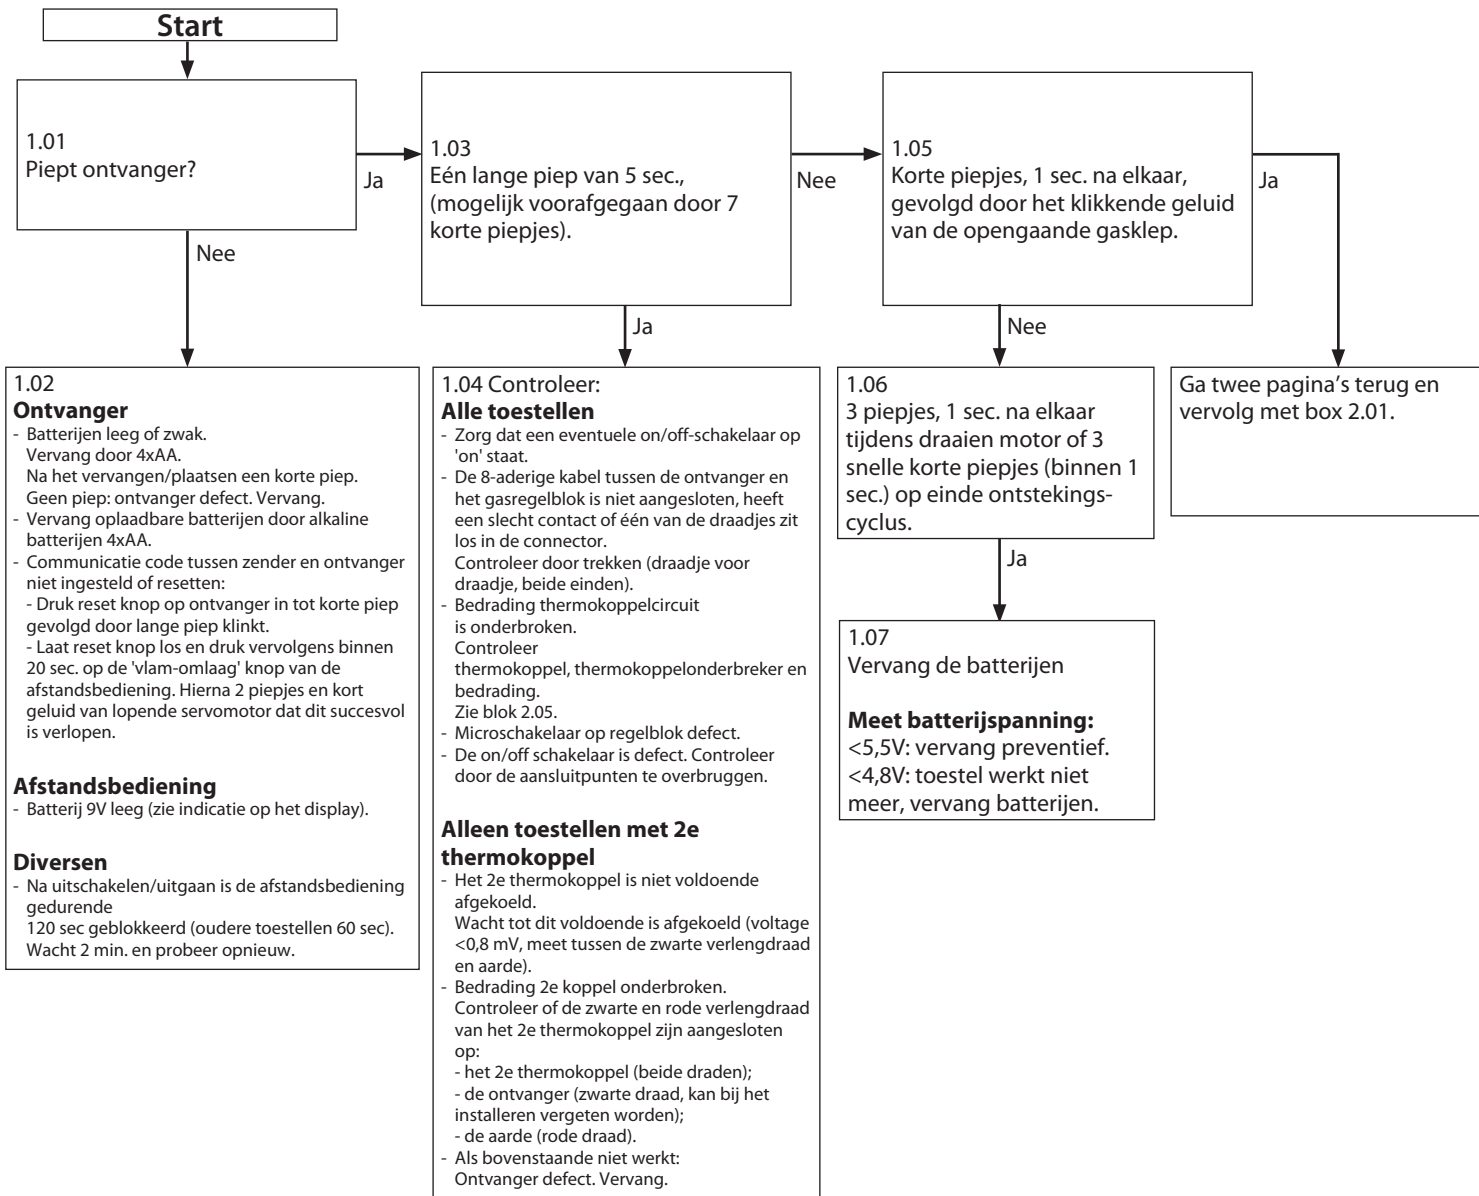 Start
1.01
Piept ontvanger?
Ja
Nee
1.03
Eén lange piep van 5 sec.,
(mogelijk voorafgegaan door 7
korte piepjes).
Nee
Ja
1.05
Korte piepjes, 1 sec. na elkaar,
gevolgd door het klikkende geluid
van de opengaande gasklep.
Ja
Nee
1.02
Ontvanger
- Batterijen leeg of zwak.
Vervang door 4xAA.
Na het vervangen/plaatsen een korte piep.
Geen piep: ontvanger defect. Vervang.
- Vervang oplaadbare batterijen door alkaline
batterijen 4xAA.
- Communicatie code tussen zender en ontvanger
niet ingesteld of resetten:
- Druk reset knop op ontvanger in tot korte piep
gevolgd door lange piep klinkt.
- Laat reset knop los en druk vervolgens binnen
20 sec. op de 'vlam-omlaag' knop van de
afstandsbediening. Hierna 2 piepjes en kort
geluid van lopende servomotor dat dit succesvol
is verlopen.
Afstandsbediening
- Batterij 9V leeg (zie indicatie op het display).
Diversen
- Na uitschakelen/uitgaan is de afstandsbediening
gedurende
120 sec geblokkeerd (oudere toestellen 60 sec).
Wacht 2 min. en probeer opnieuw.
1.04 Controleer:
Alle toestellen
- Zorg dat een eventuele on/off-schakelaar op
'on' staat.
- De 8-aderige kabel tussen de ontvanger en
het gasregelblok is niet aangesloten, heeft
een slecht contact of één van de draadjes zit
los in de connector.
Controleer door trekken (draadje voor
draadje, beide einden).
- Bedrading thermokoppelcircuit
is onderbroken.
Controleer
thermokoppel, thermokoppelonderbreker en
bedrading.
Zie blok 2.05.
- Microschakelaar op regelblok defect.
- De on/off schakelaar is defect. Controleer
door de aansluitpunten te overbruggen.
Alleen toestellen met 2e
thermokoppel
- Het 2e thermokoppel is niet voldoende
afgekoeld.
Wacht tot dit voldoende is afgekoeld (voltage
<0,8 mV, meet tussen de zwarte verlengdraad
en aarde).
- Bedrading 2e koppel onderbroken.
Controleer of de zwarte en rode verlengdraad
van het 2e thermokoppel zijn aangesloten
op:
- het 2e thermokoppel (beide draden);
- de ontvanger (zwarte draad, kan bij het
installeren vergeten worden);
- de aarde (rode draad).
- Als bovenstaande niet werkt:
Ontvanger defect. Vervang.
1.06
3 piepjes, 1 sec. na elkaar
tijdens draaien motor of 3
snelle korte piepjes (binnen 1
sec.) op einde ontstekings-
cyclus.
Ja
1.07
Vervang de batterijen
Meet batterijspanning:
<5,5V: vervang preventief.
<4,8V: toestel werkt niet
meer, vervang batterijen.
Ga twee pagina's terug en
vervolg met box 2.01.